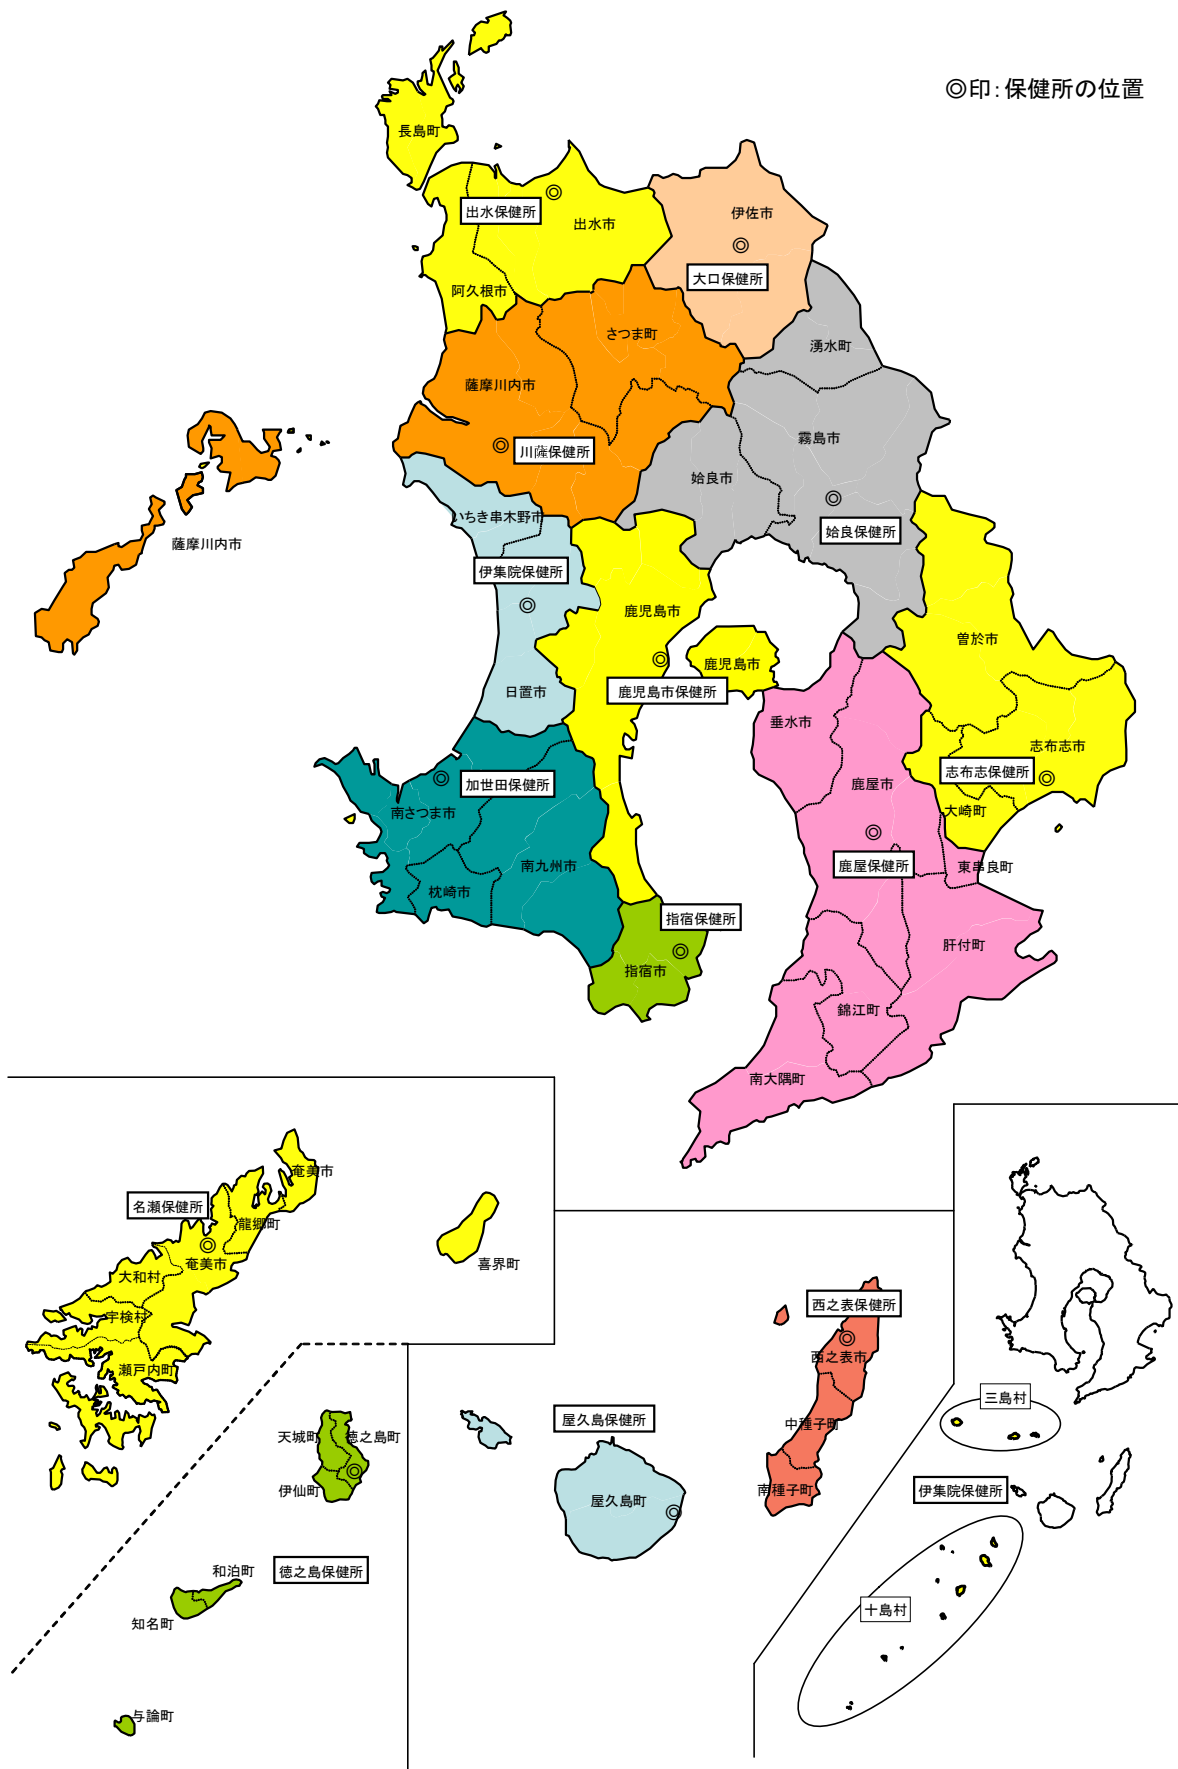 ◎印：保健所の位置
長島町
出水保健所
出水市
阿久根市
伊佐市
大口保健所
さつま町
湧水町
薩摩川内市
川薩保健所
霧島市
姶良市
姶良保健所
薩摩川内市
いちき串木野市
伊集院保健所
鹿児島市
曽於市
鹿児島市
鹿児島市保健所
日置市
垂水市
志布志市
志布志保健所
加世田保健所
鹿屋市
大崎町
南さつま市
南九州市
鹿屋保健所
東串良町
枕崎市
指宿保健所
肝付町
指宿市
錦江町
南大隅町
奄美市
名瀬保健所
龍郷町
奄美市
喜界町
大和村
宇検村
瀬戸内町
西之表保健所
西之表市
中種子町
南種子町
三島村
屋久島保健所
屋久島町
天城町
徳之島町
伊仙町
伊集院保健所
和泊町
徳之島保健所
知名町
十島村
与論町